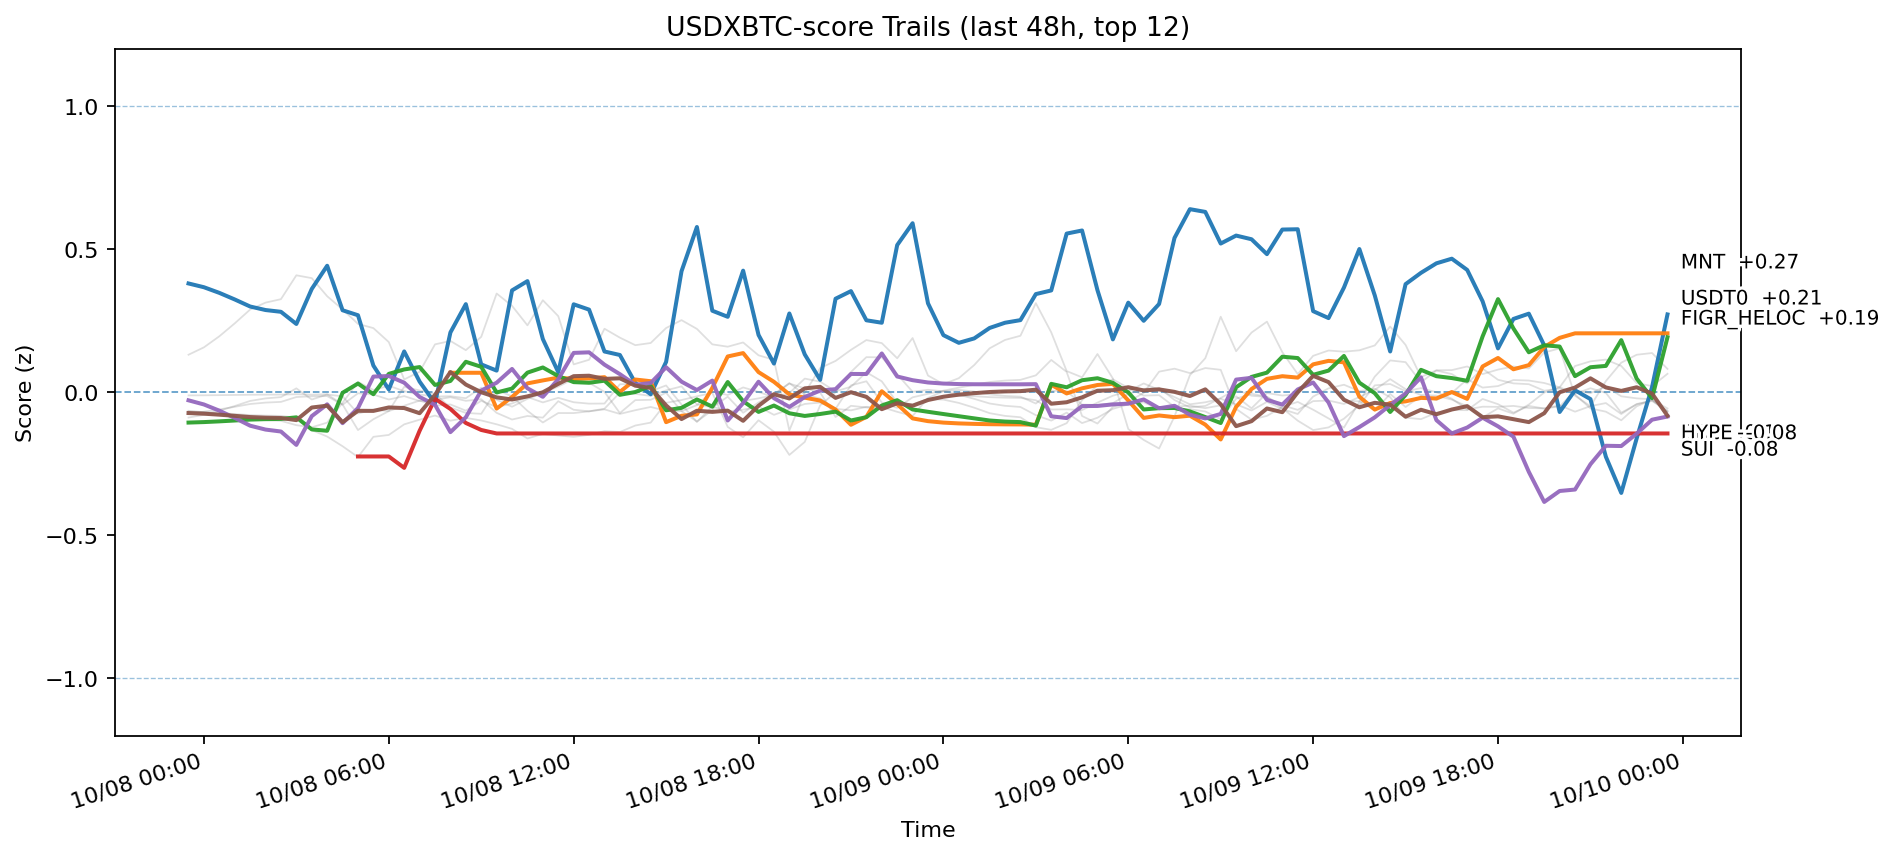 USDXBTC-score Trails (last 48h, top 12)
Score (z)
1.0
0.5
0.0
−0.5
−1.0
MNT +0.27
USDT0 +0.21
FIGR_HELOC +0.19
HYPE -0.08
SUI -0.08
10/08 00:00
10/08 06:00
10/08 12:00
10/08 18:00
10/09 00:00
10/09 06:00
10/09 12:00
10/09 18:00
10/10 00:00
Time